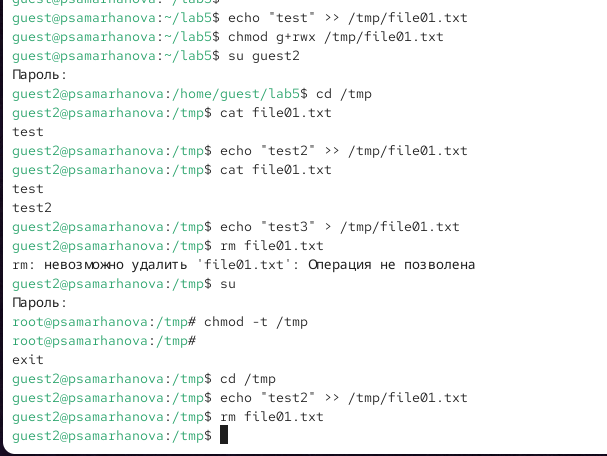 guest@psamarhanova:~/lab5$
guest@psamarhanova:~/lab5$ echo "test" >> /tmp/file01.txt
guest@psamarhanova:~/lab5$ chmod g+rwx /tmp/file01.txt
guest@psamarhanova:~/lab5$ su guest2
Пароль:
guest2@psamarhanova:/home/guest/lab5$ cd /tmp
guest2@psamarhanova:/tmp$ cat file01.txt
test
guest2@psamarhanova:/tmp$ echo "test2" >> /tmp/file01.txt
guest2@psamarhanova:/tmp$ cat file01.txt
test
test2
guest2@psamarhanova:/tmp$ echo "test3" > /tmp/file01.txt
guest2@psamarhanova:/tmp$ rm file01.txt
rm: невозможно удалить 'file01.txt': Операция не позволена
guest2@psamarhanova:/tmp$ su
Пароль:
root@psamarhanova:/tmp# chmod -t /tmp
root@psamarhanova:/tmp#
exit
guest2@psamarhanova:/tmp$ cd /tmp
guest2@psamarhanova:/tmp$ echo "test2" >> /tmp/file01.txt
guest2@psamarhanova:/tmp$ rm file01.txt
guest2@psamarhanova:/tmp$